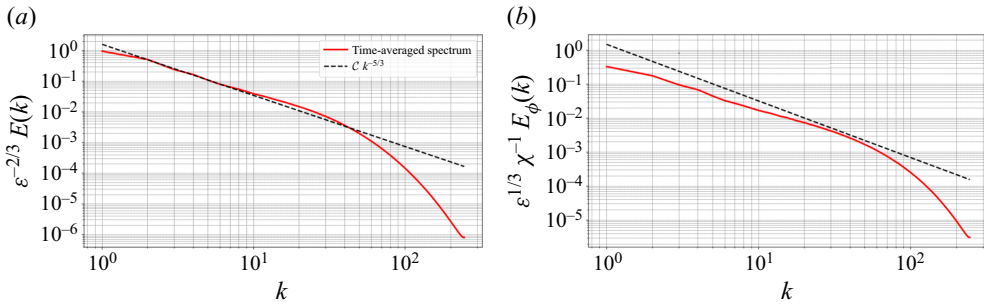 (a)
10^0
10^{-1}
10^{-2}
10^{-3}
10^{-4}
10^{-5}
10^{-6}
ε^{-2/3} E(k)
Time-averaged spectrum
𝒞 k^{-5/3}
10^0 10^1 10^2
k
(b)
10^0
10^{-1}
10^{-2}
10^{-3}
10^{-4}
10^{-5}
ε^{1/3} χ^{-1} E_ϕ(k)
10^0 10^1 10^2
k